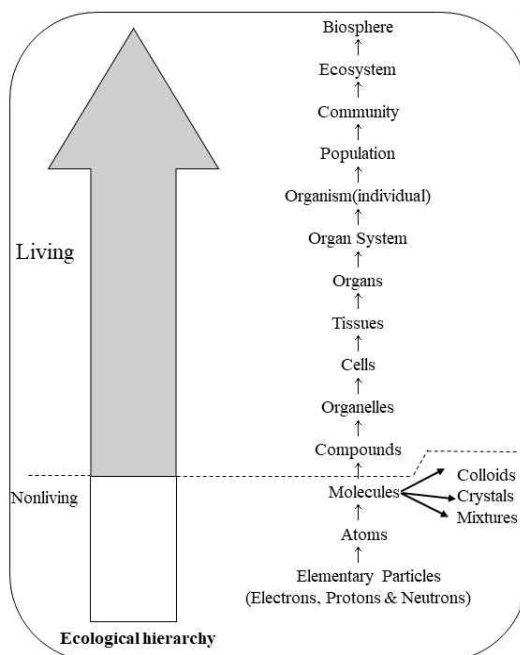 Biosphere
↑
Ecosystem
↑
Community
↑
Population
↑
Organism(individual)
↑
Organ System
↑
Organs
↑
Tissues
↑
Cells
↑
Organelles
↑
Compounds
↑
Molecules
↑
Atoms
↑
Elementary Particles
(Electrons, Protons & Neutrons)
Colloids
Crystals
Mixtures
Living
Nonliving
Ecological hierarchy